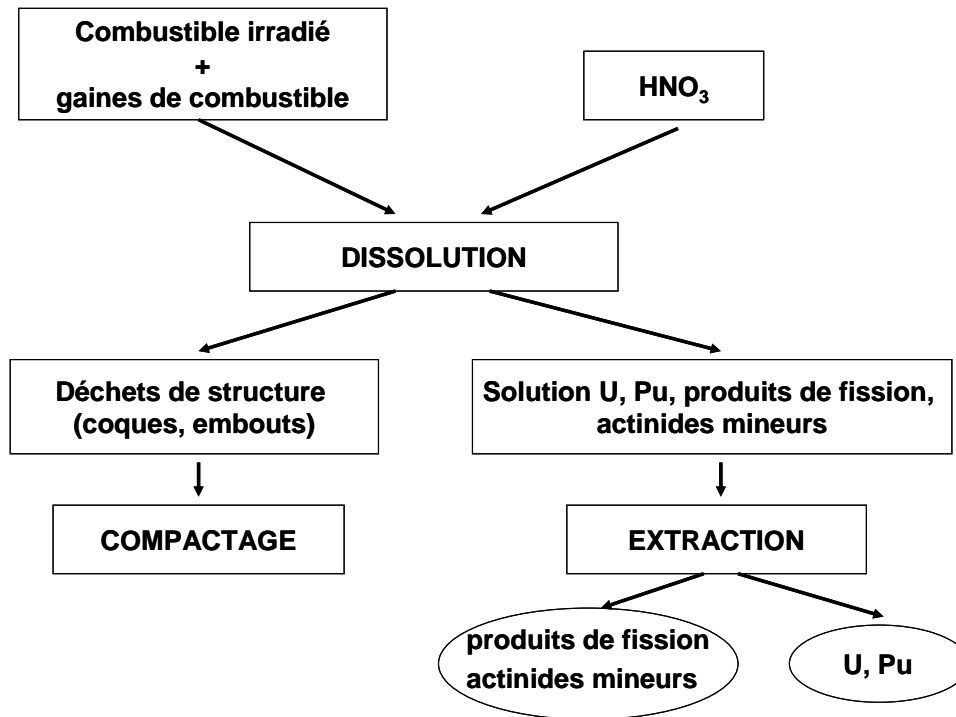 Combustible irradié
+
gaines de combustible
HNO₃
DISSOLUTION
Déchets de structure
(coques, embouts)
Solution U, Pu, produits de fission,
actinides mineurs
COMPACTAGE
EXTRACTION
produits de fission
actinides mineurs
U, Pu